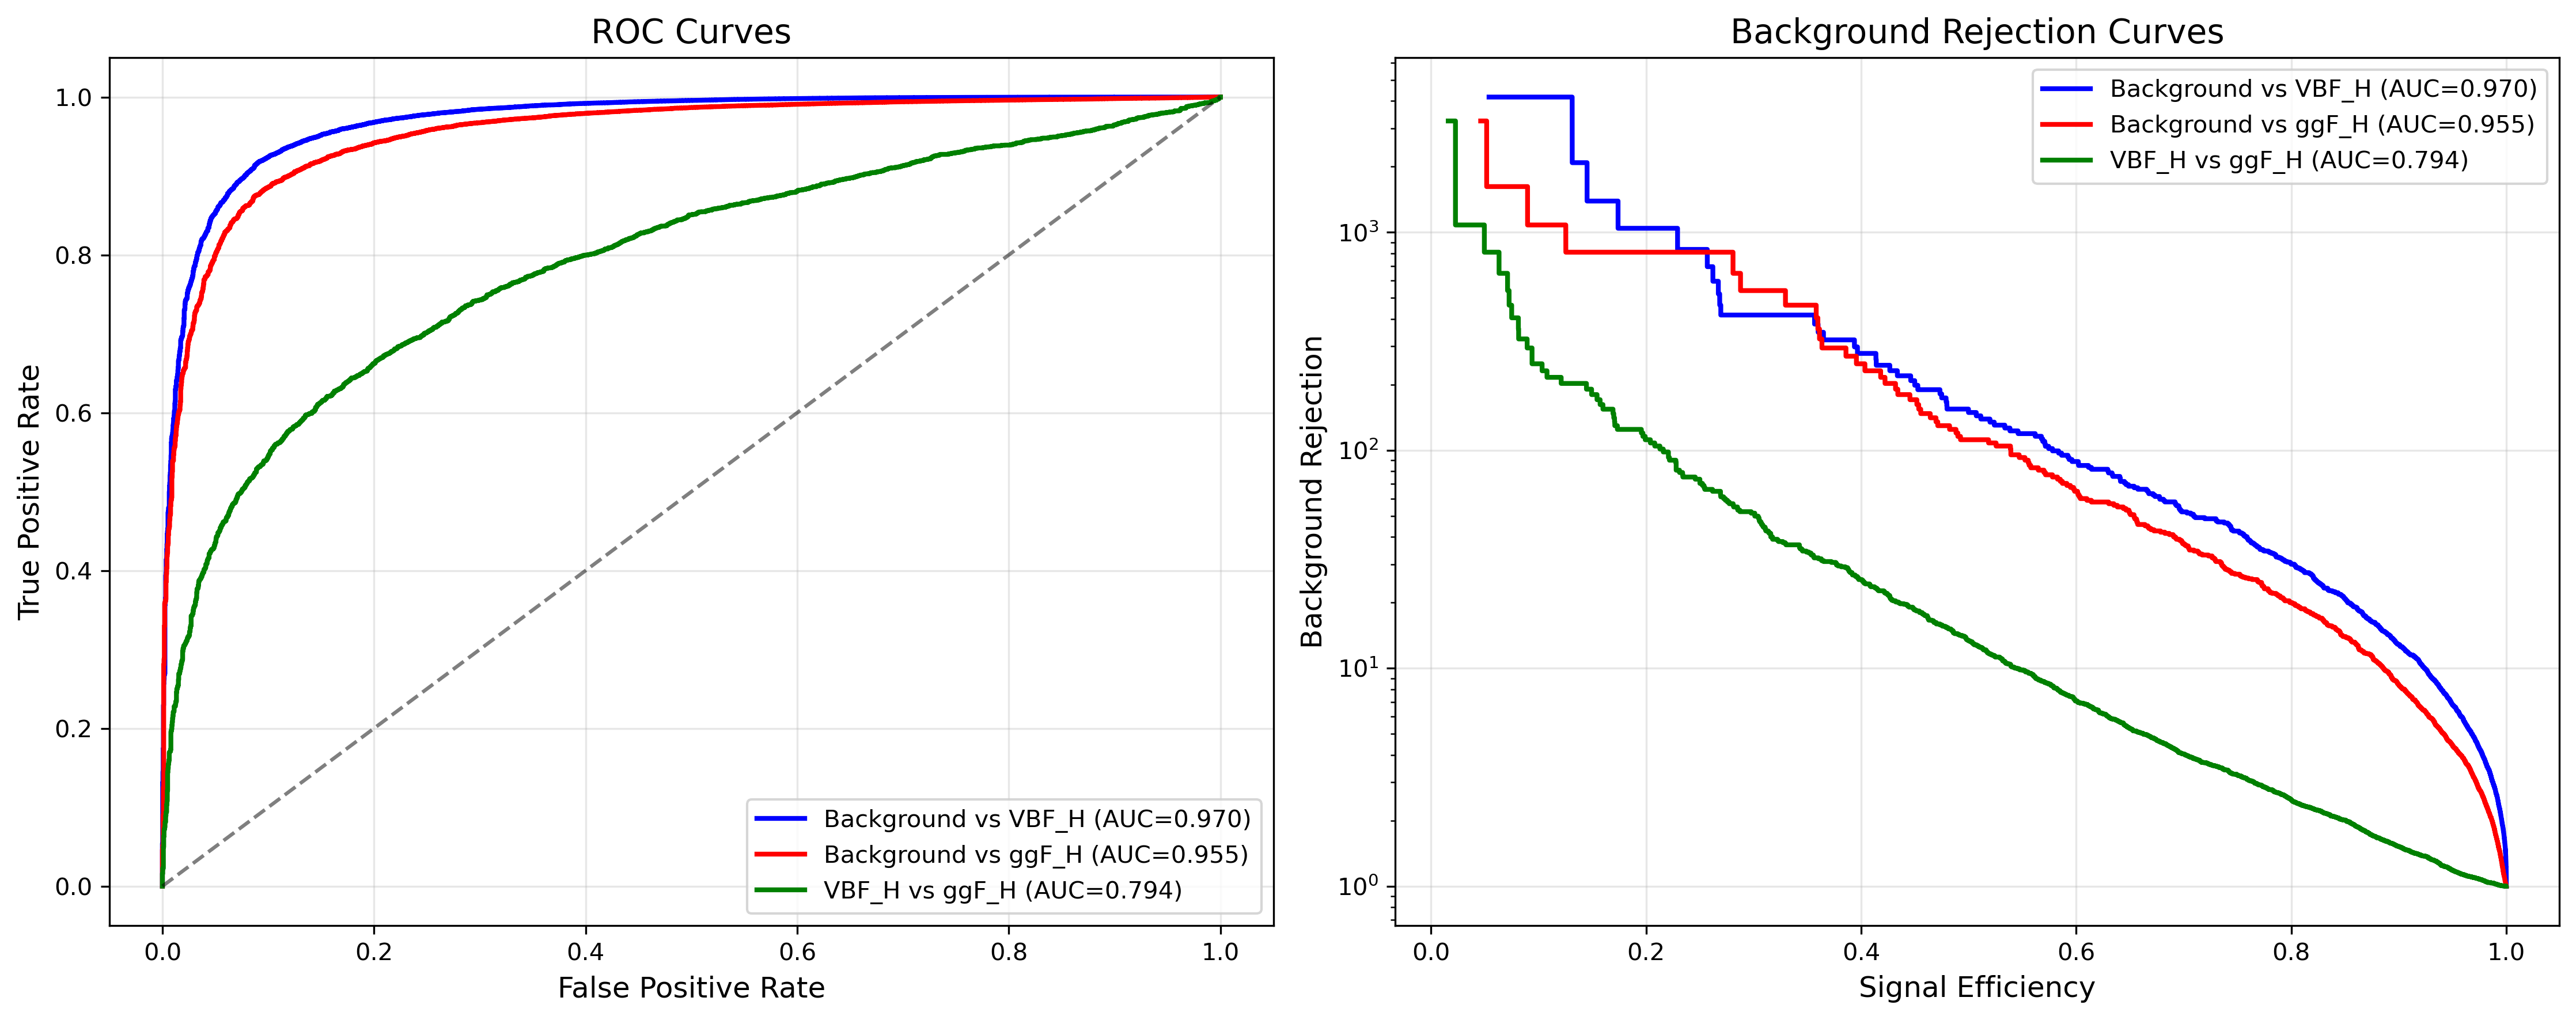 ROC Curves
True Positive Rate
1.0
0.8
0.6
0.4
0.2
0.0
Background vs VBF_H (AUC=0.970)
Background vs ggF_H (AUC=0.955)
VBF_H vs ggF_H (AUC=0.794)
0.0 0.2 0.4 0.6 0.8 1.0
False Positive Rate
Background Rejection Curves
Background Rejection
10³
10²
10¹
10⁰
Background vs VBF_H (AUC=0.970)
Background vs ggF_H (AUC=0.955)
VBF_H vs ggF_H (AUC=0.794)
0.0 0.2 0.4 0.6 0.8 1.0
Signal Efficiency